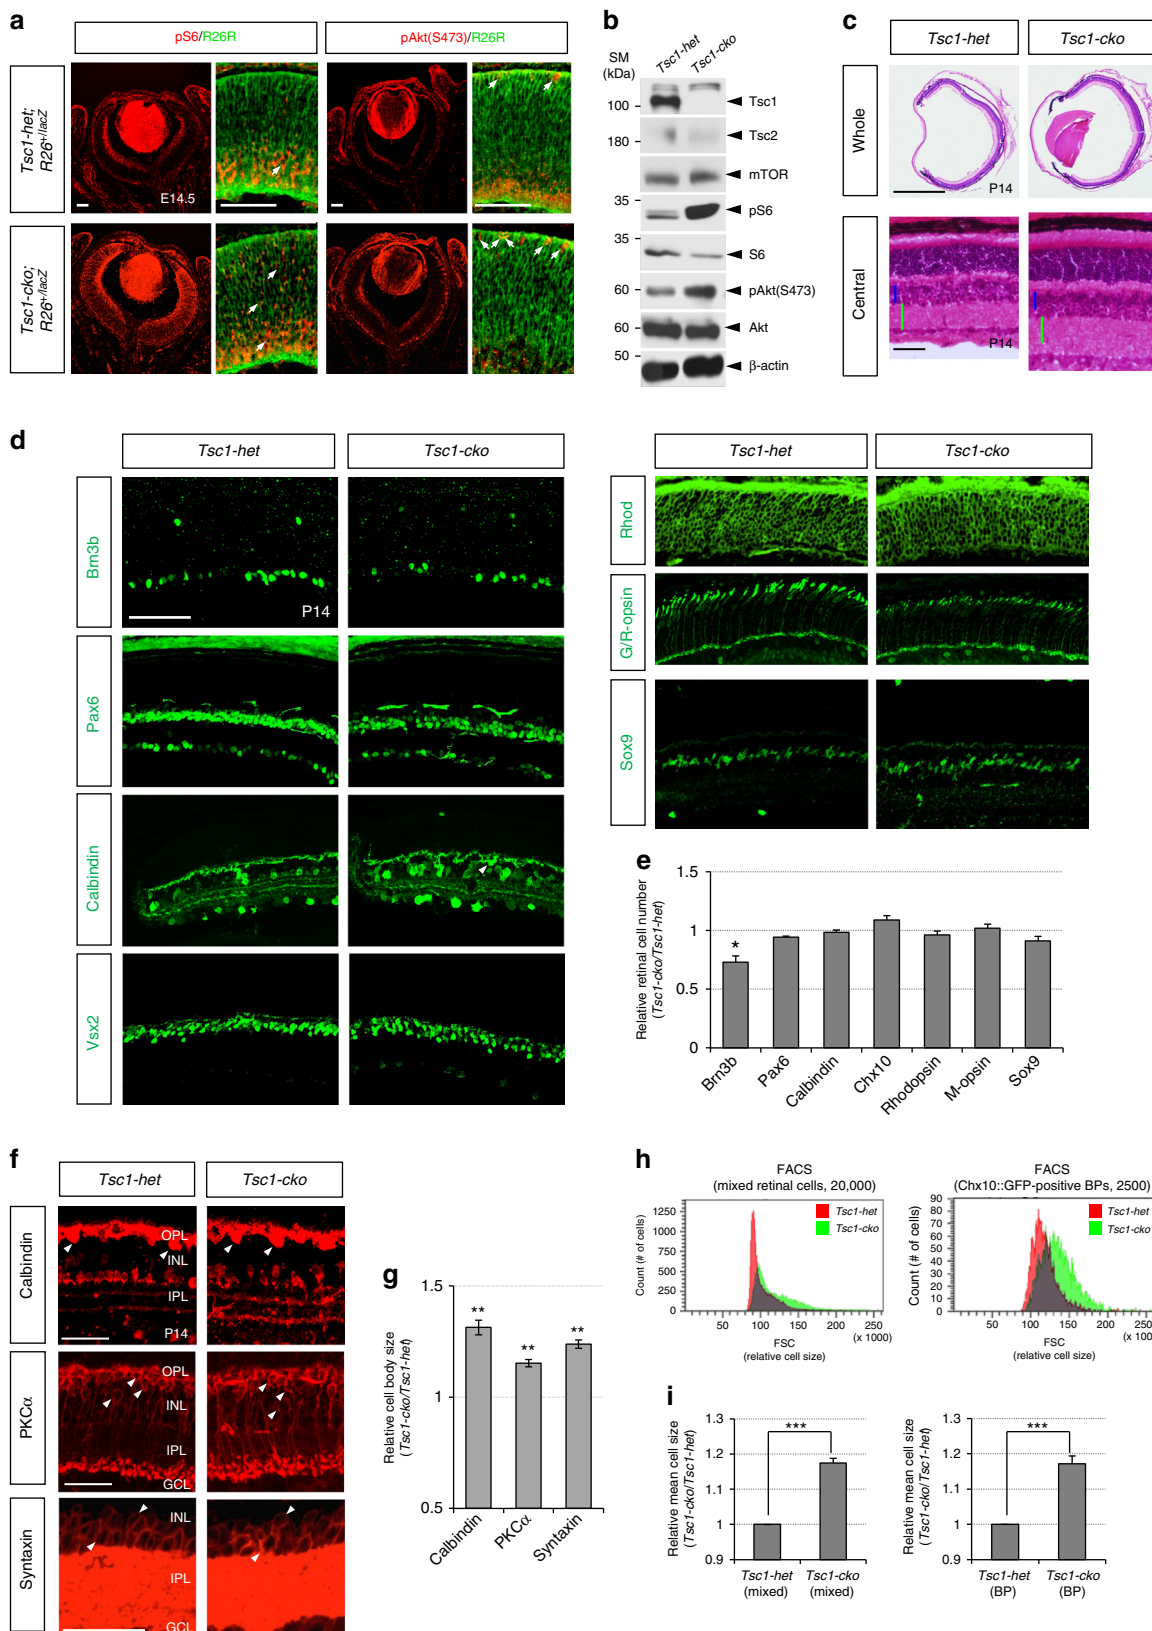 a
pS6/R26R
pAkt(S473)/R26R
Tsc1-het;
R26+/lacZ
E14.5
Tsc1-cko;
R26+/lacZ
b
Tsc1-het
Tsc1-cko
SM
(kDa)
100
Tsc1
180
Tsc2
mTOR
35
pS6
35
S6
60
pAkt(S473)
60
Akt
50
β-actin
c
Tsc1-het
Tsc1-cko
Whole
P14
Central
P14
d
Tsc1-het
Tsc1-cko
Brn3b
P14
Pax6
Calbindin
Vsx2
Tsc1-het
Tsc1-cko
Rhod
G/R-opsin
Sox9
e
Relative retinal cell number
(Tsc1-cko/Tsc1-het)
1.5
1
0.5
0
*
Brn3b
Pax6
Calbindin
Chx10
Rhodopsin
M-opsin
Sox9
f
Tsc1-het
Tsc1-cko
Calbindin
OPL
INL
IPL
P14
PKCα
OPL
INL
IPL
GCL
Syntaxin
INL
IPL
GCL
g
Relative cell body size
(Tsc1-cko/Tsc1-het)
1.5
1
0.5
**
**
**
Calbindin
PKCα
Syntaxin
h
FACS
(mixed retinal cells, 20,000)
Tsc1-het
Tsc1-cko
Count (# of cells)
1250
1000
750
500
250
0
50 100 150 200 250
(x 1000)
FSC
(relative cell size)
FACS
(Chx10::GFP-positive BPs, 2500)
Tsc1-het
Tsc1-cko
Count (# of cells)
90
80
70
60
50
40
30
20
10
0
50 100 150 200 250
(x 1000)
FSC
(relative cell size)
i
Relative mean cell size
(Tsc1-cko/Tsc1-het)
1.3
1.2
1.1
1
0.9
***
Tsc1-het
(mixed)
Tsc1-cko
(mixed)
Relative mean cell size
(Tsc1-cko/Tsc1-het)
1.3
1.2
1.1
1
0.9
***
Tsc1-het
(BP)
Tsc1-cko
(BP)